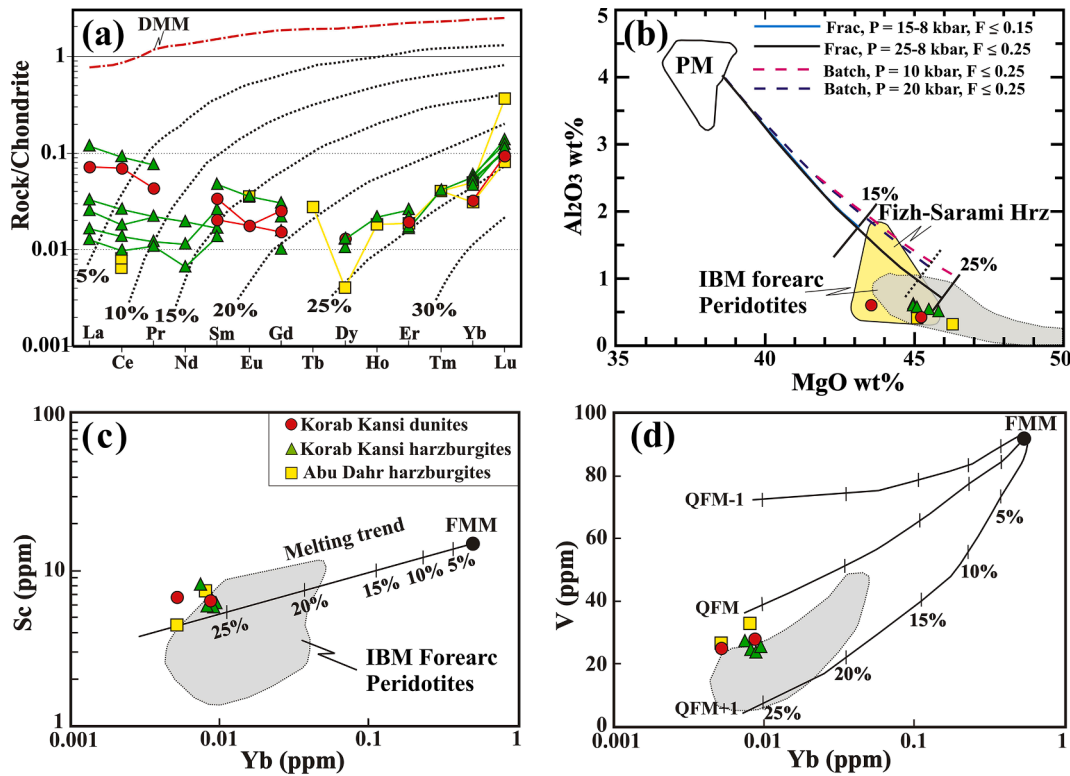 (a)
DMM
Rock/Chondrite
1
0.1
0.01
0.001
5%
10%
15%
20%
25%
30%
La
Ce
Pr
Nd
Sm
Eu
Gd
Tb
Dy
Ho
Er
Tm
Yb
Lu
(b)
Frac, P = 15-8 kbar, F ≤ 0.15
Frac, P = 25-8 kbar, F ≤ 0.25
Batch, P = 10 kbar, F ≤ 0.25
Batch, P = 20 kbar, F ≤ 0.25
PM
15%
Fizh-Sarami Hrz
25%
IBM forearc
Peridotites
Al2O3 wt%
5
4
3
2
1
0
35
40
45
50
MgO wt%
(c)
Korab Kansi dunites
Korab Kansi harzburgites
Abu Dahr harzburgites
FMM
Melting trend
5%
10%
15%
20%
25%
IBM Forearc
Peridotites
Sc (ppm)
100
10
1
0.001
0.01
0.1
1
Yb (ppm)
(d)
FMM
QFM-1
QFM
QFM+1
5%
10%
15%
20%
25%
V (ppm)
100
80
60
40
20
0
0.001
0.01
0.1
1
Yb (ppm)